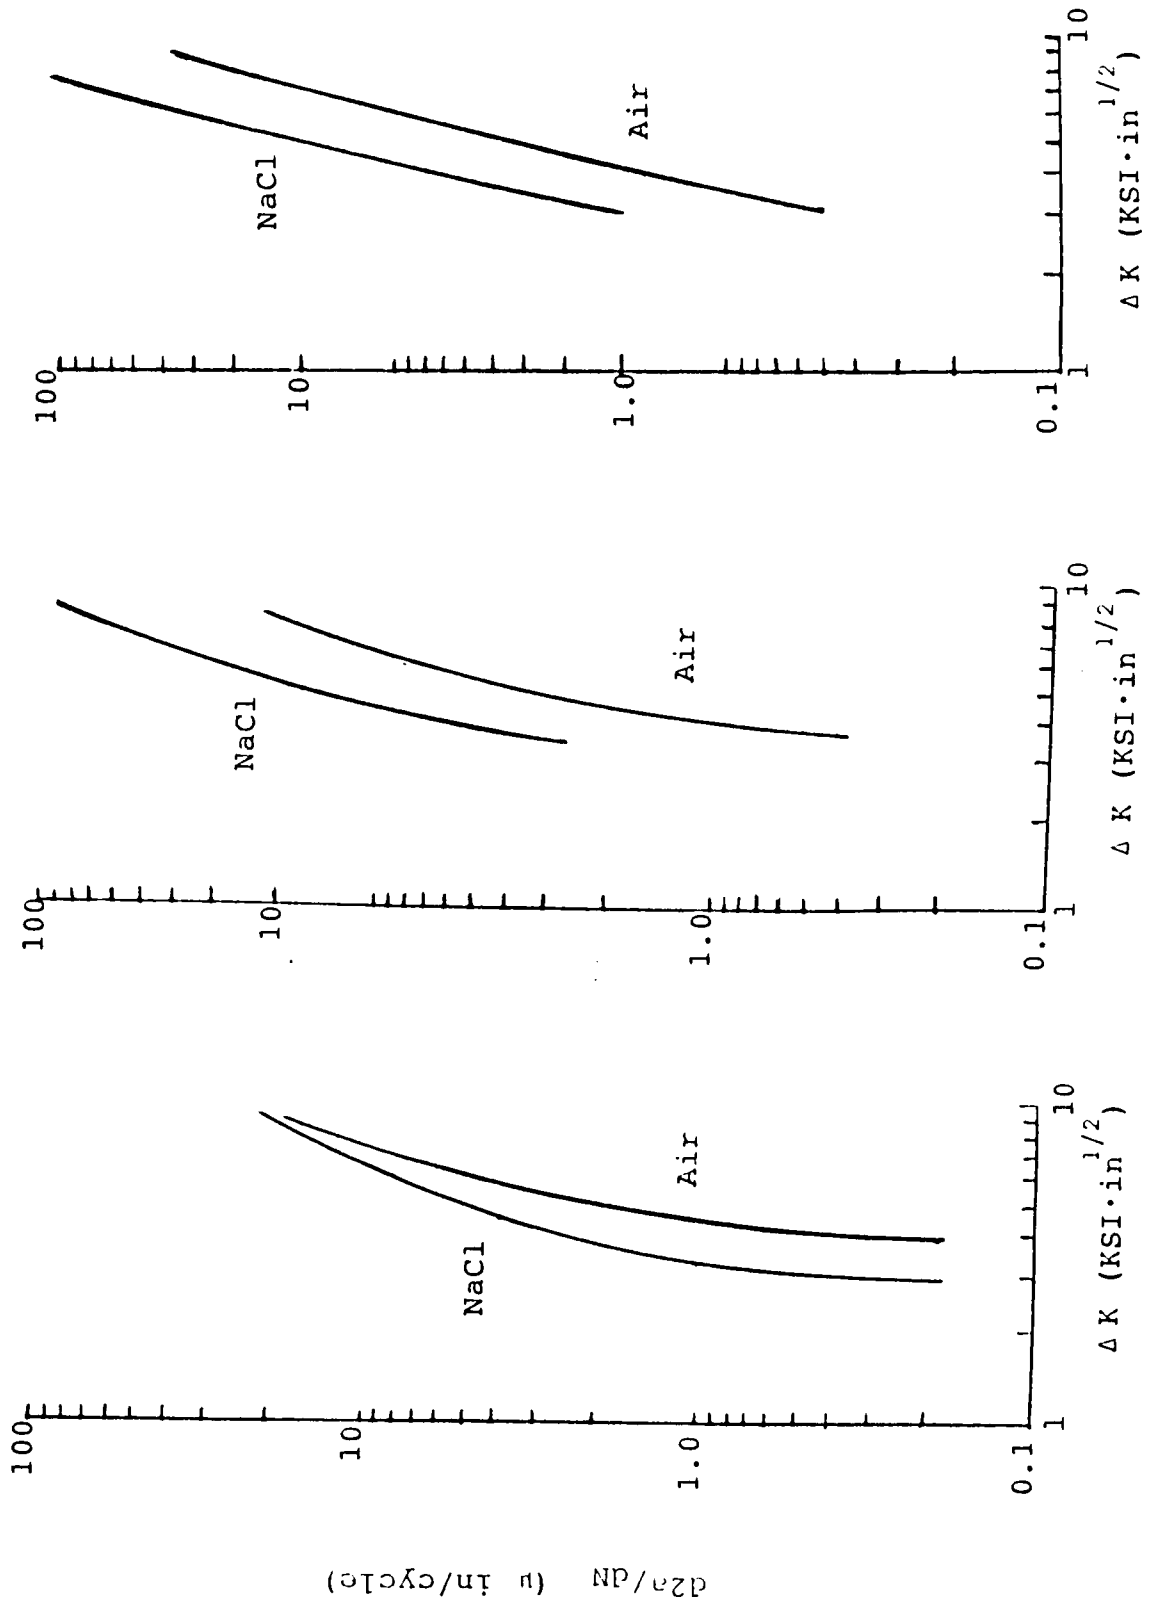 d2a/dN (μ in/cycle)
100
10
1.0
0.1
NaCl
Air
1
10
Δ K (KSI·in^1/2)
100
10
1.0
0.1
NaCl
Air
1
10
Δ K (KSI·in^1/2)
100
10
1.0
0.1
NaCl
Air
1
10
Δ K (KSI·in^1/2)